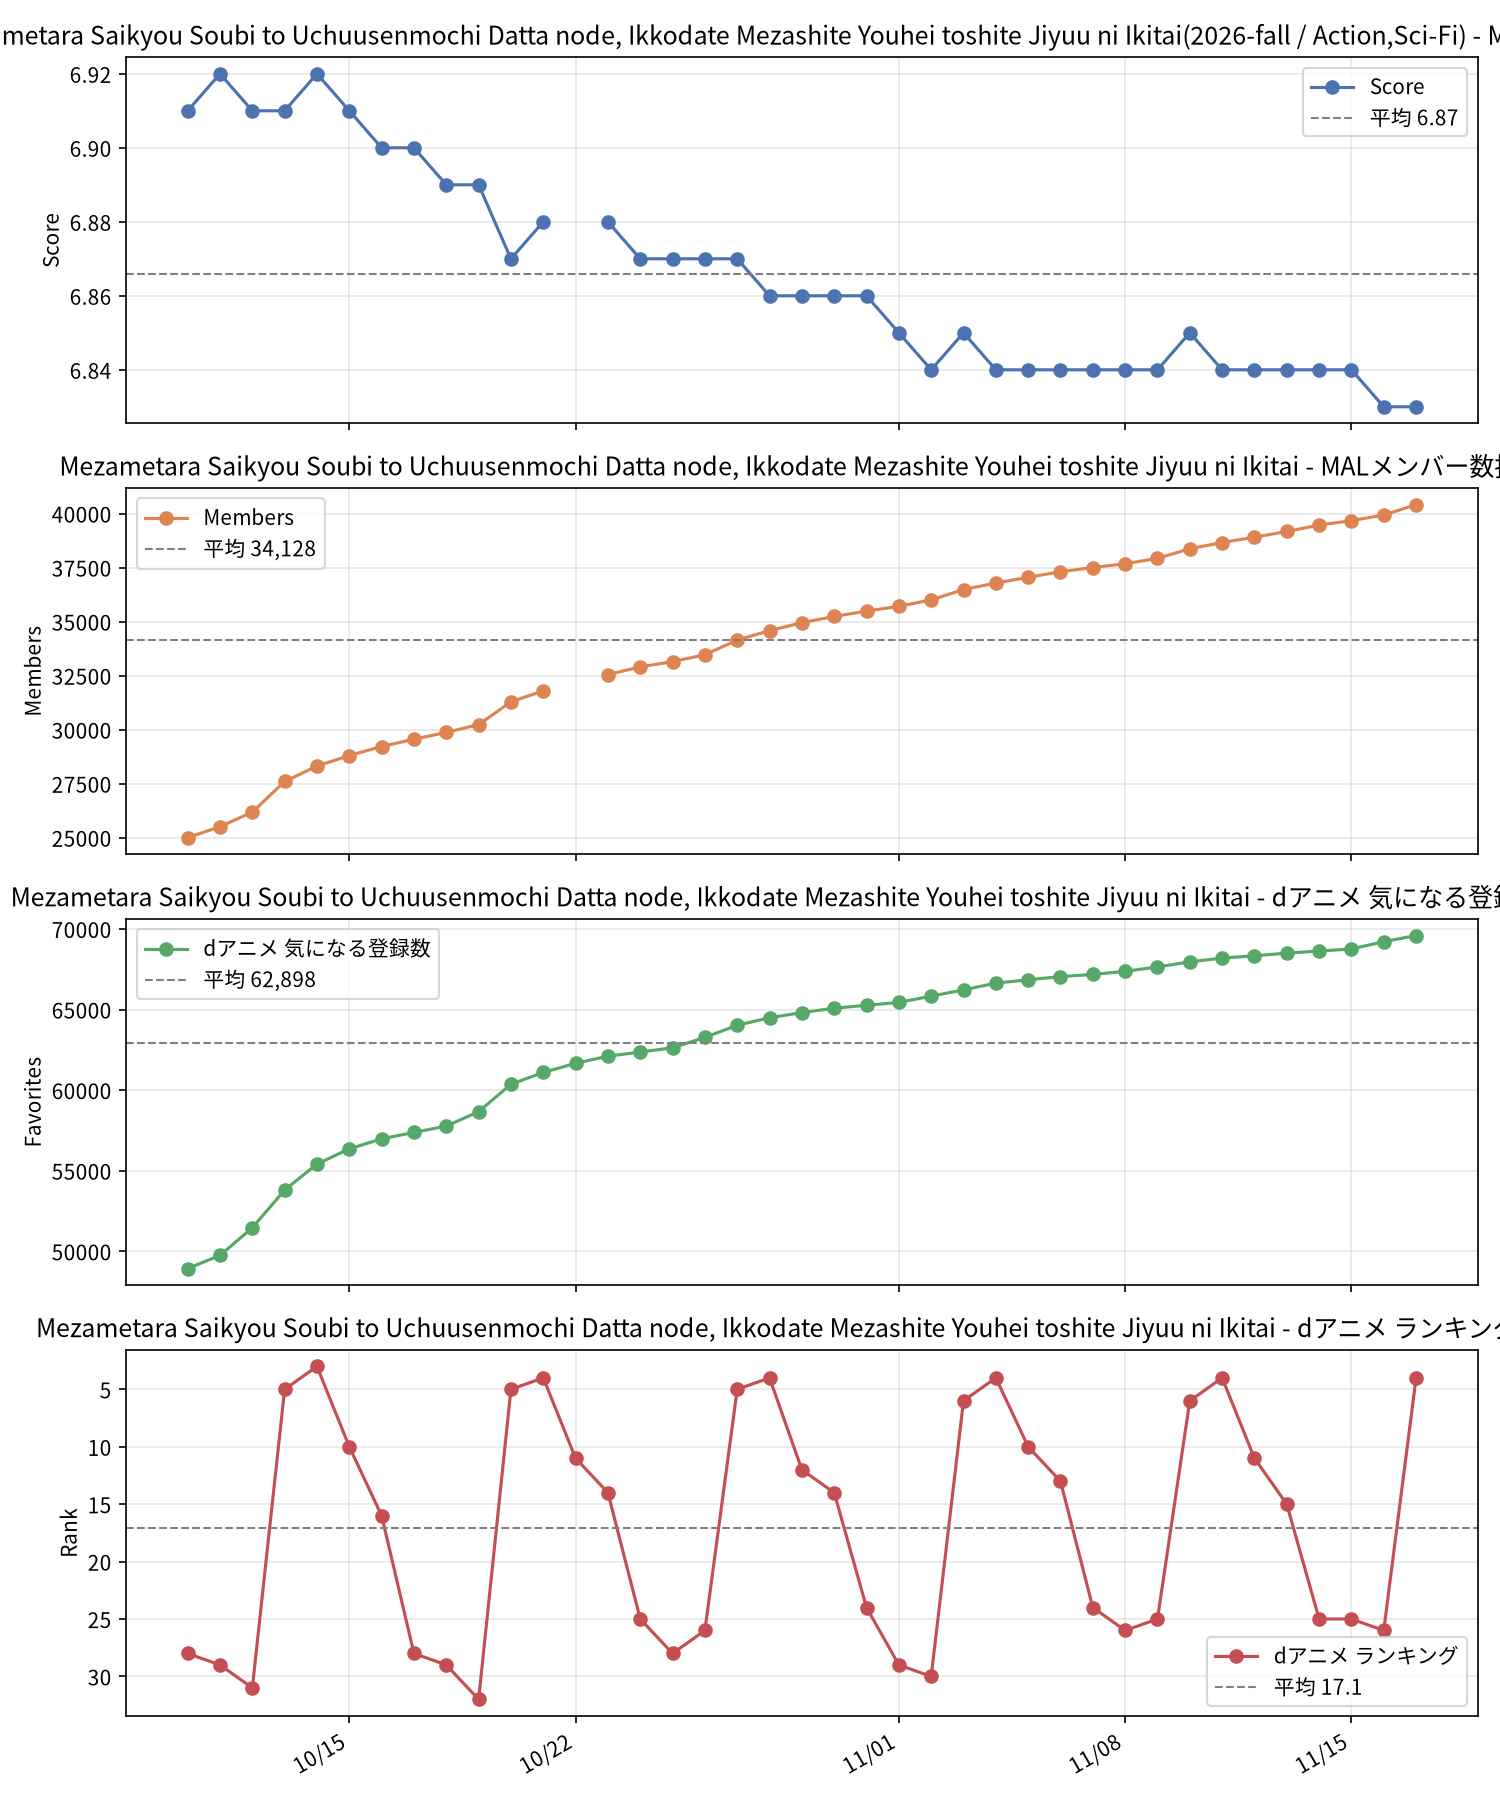 metara Saikyou Soubi to Uchuusenmochi Datta node, Ikkodate Mezashite Youhei toshite Jiyuu ni Ikitai(2026-fall / Action,Sci-Fi) - M
Score
6.92
6.90
6.88
6.86
6.84
Score
平均 6.87
Mezametara Saikyou Soubi to Uchuusenmochi Datta node, Ikkodate Mezashite Youhei toshite Jiyuu ni Ikitai - MALメンバー数
Members
40000
37500
35000
32500
30000
27500
25000
Members
平均 34,128
Mezametara Saikyou Soubi to Uchuusenmochi Datta node, Ikkodate Mezashite Youhei toshite Jiyuu ni Ikitai - dアニメ 気になる登録
Favorites
70000
65000
60000
55000
50000
dアニメ 気になる登録数
平均 62,898
Mezametara Saikyou Soubi to Uchuusenmochi Datta node, Ikkodate Mezashite Youhei toshite Jiyuu ni Ikitai - dアニメ ランキング
Rank
5
10
15
20
25
30
dアニメ ランキング
平均 17.1
10/15
10/22
11/01
11/08
11/15